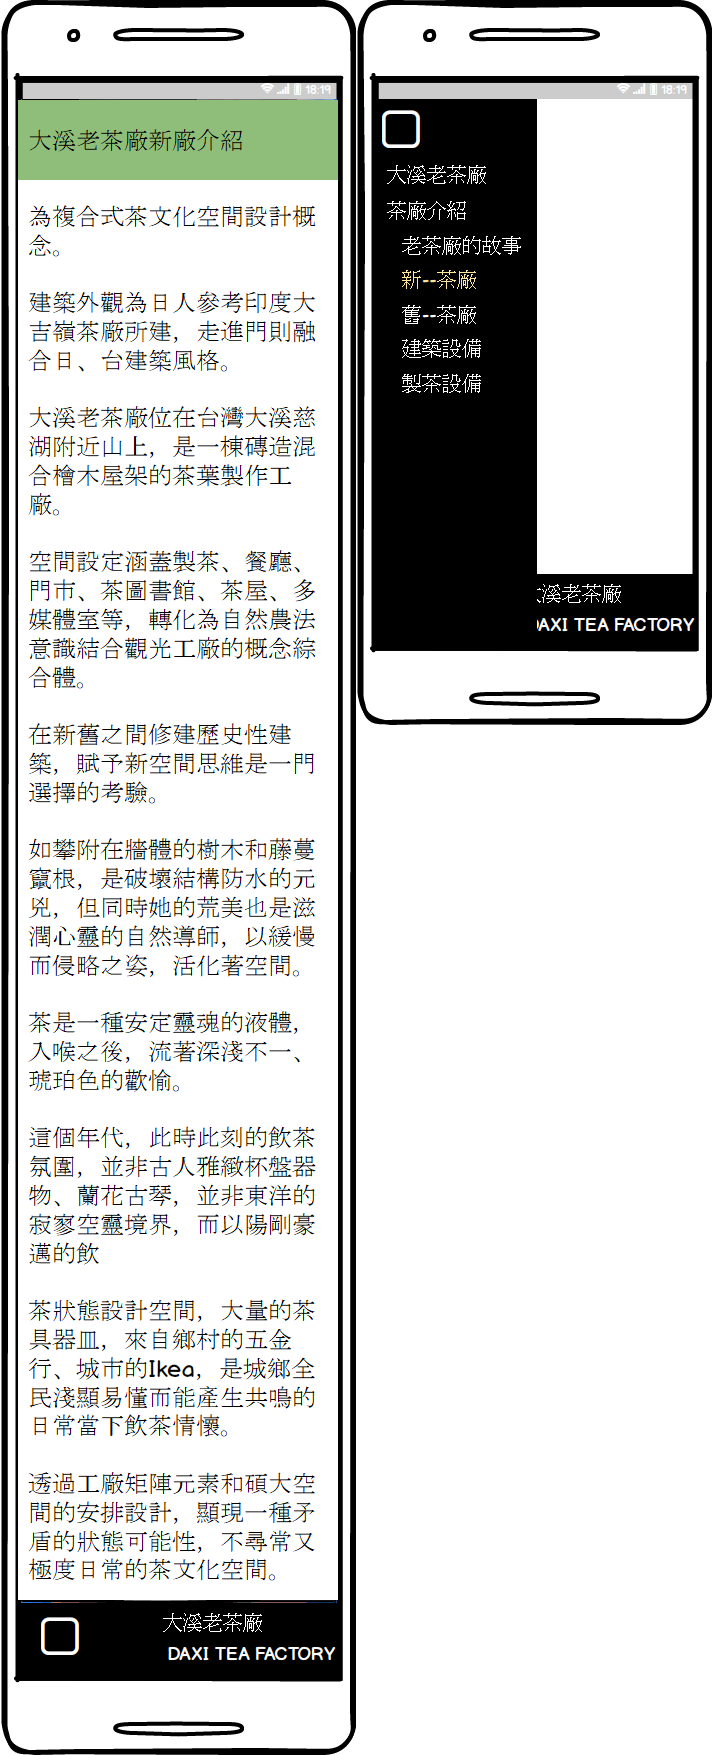 18:19
大溪老茶廠新廠介紹
為複合式茶文化空間設計概
念。
建築外觀為日人參考印度大
吉嶺茶廠所建，走進門則融
合日、台建築風格。
大溪老茶廠位在台灣大溪慈
湖附近山上，是一棟磚造混
合檜木屋架的茶葉製作工
廠。
空間設定涵蓋製茶、餐廳、
門市、茶圖書館、茶屋、多
媒體室等，轉化為自然農法
意識結合觀光工廠的概念綜
合體。
在新舊之間修建歷史性建
築，賦予新空間思維是一門
選擇的考驗。
如攀附在牆體的樹木和藤蔓
竄根，是破壞結構防水的元
兇，但同時她的荒美也是滋
潤心靈的自然導師，以緩慢
而侵略之姿，活化著空間。
茶是一種安定靈魂的液體，
入喉之後，流著深淺不一、
琥珀色的歡愉。
這個年代，此時此刻的飲茶
氛圍，並非古人雅緻杯盤器
物、蘭花古琴，並非東洋的
寂寥空靈境界，而以陽剛豪
邁的飲
茶狀態設計空間，大量的茶
具器皿，來自鄉村的五金
行、城市的Ikea，是城鄉全
民淺顯易懂而能產生共鳴的
日常當下飲茶情懷。
透過工廠矩陣元素和碩大空
間的安排設計，顯現一種矛
盾的狀態可能性，不尋常又
極度日常的茶文化空間。
大溪老茶廠
DAXI TEA FACTORY
18:19
大溪老茶廠
茶廠介紹
老茶廠的故事
新--茶廠
舊--茶廠
建築設備
製茶設備
大溪老茶廠
DAXI TEA FACTORY